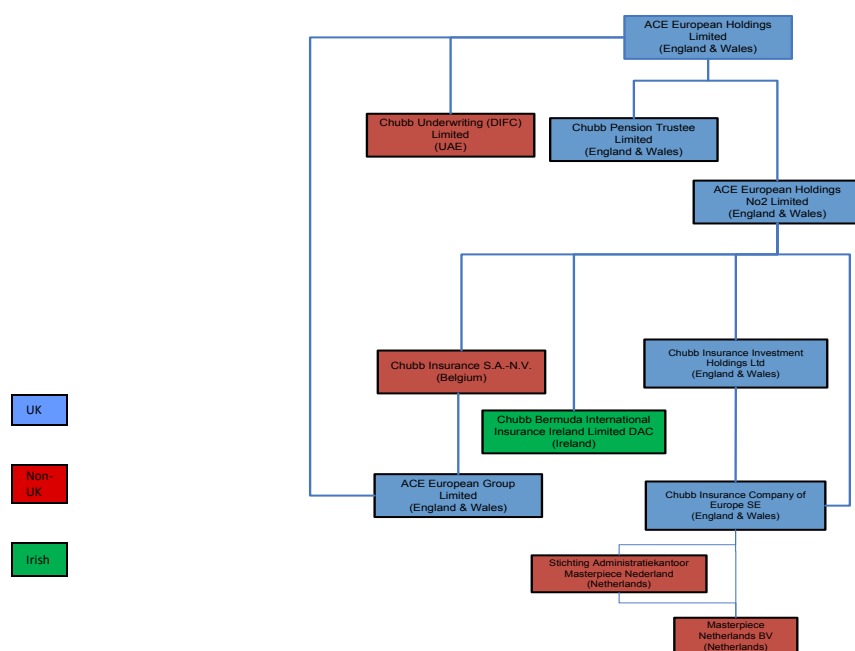 ACE European Holdings
Limited
(England & Wales)
Chubb Underwriting (DIFC)
Limited
(UAE)
Chubb Pension Trustee
Limited
(England & Wales)
ACE European Holdings
No2 Limited
(England & Wales)
Chubb Insurance S.A.-N.V.
(Belgium)
Chubb Insurance Investment
Holdings Ltd
(England & Wales)
UK
Chubb Bermuda International
Insurance Ireland Limited DAC
(Ireland)
Non-
UK
ACE European Group
Limited
(England & Wales)
Chubb Insurance Company of
Europe SE
(England & Wales)
Irish
Stichting Administratiekantoor
Masterpiece Nederland
(Netherlands)
Masterpiece
Netherlands BV
(Netherlands)